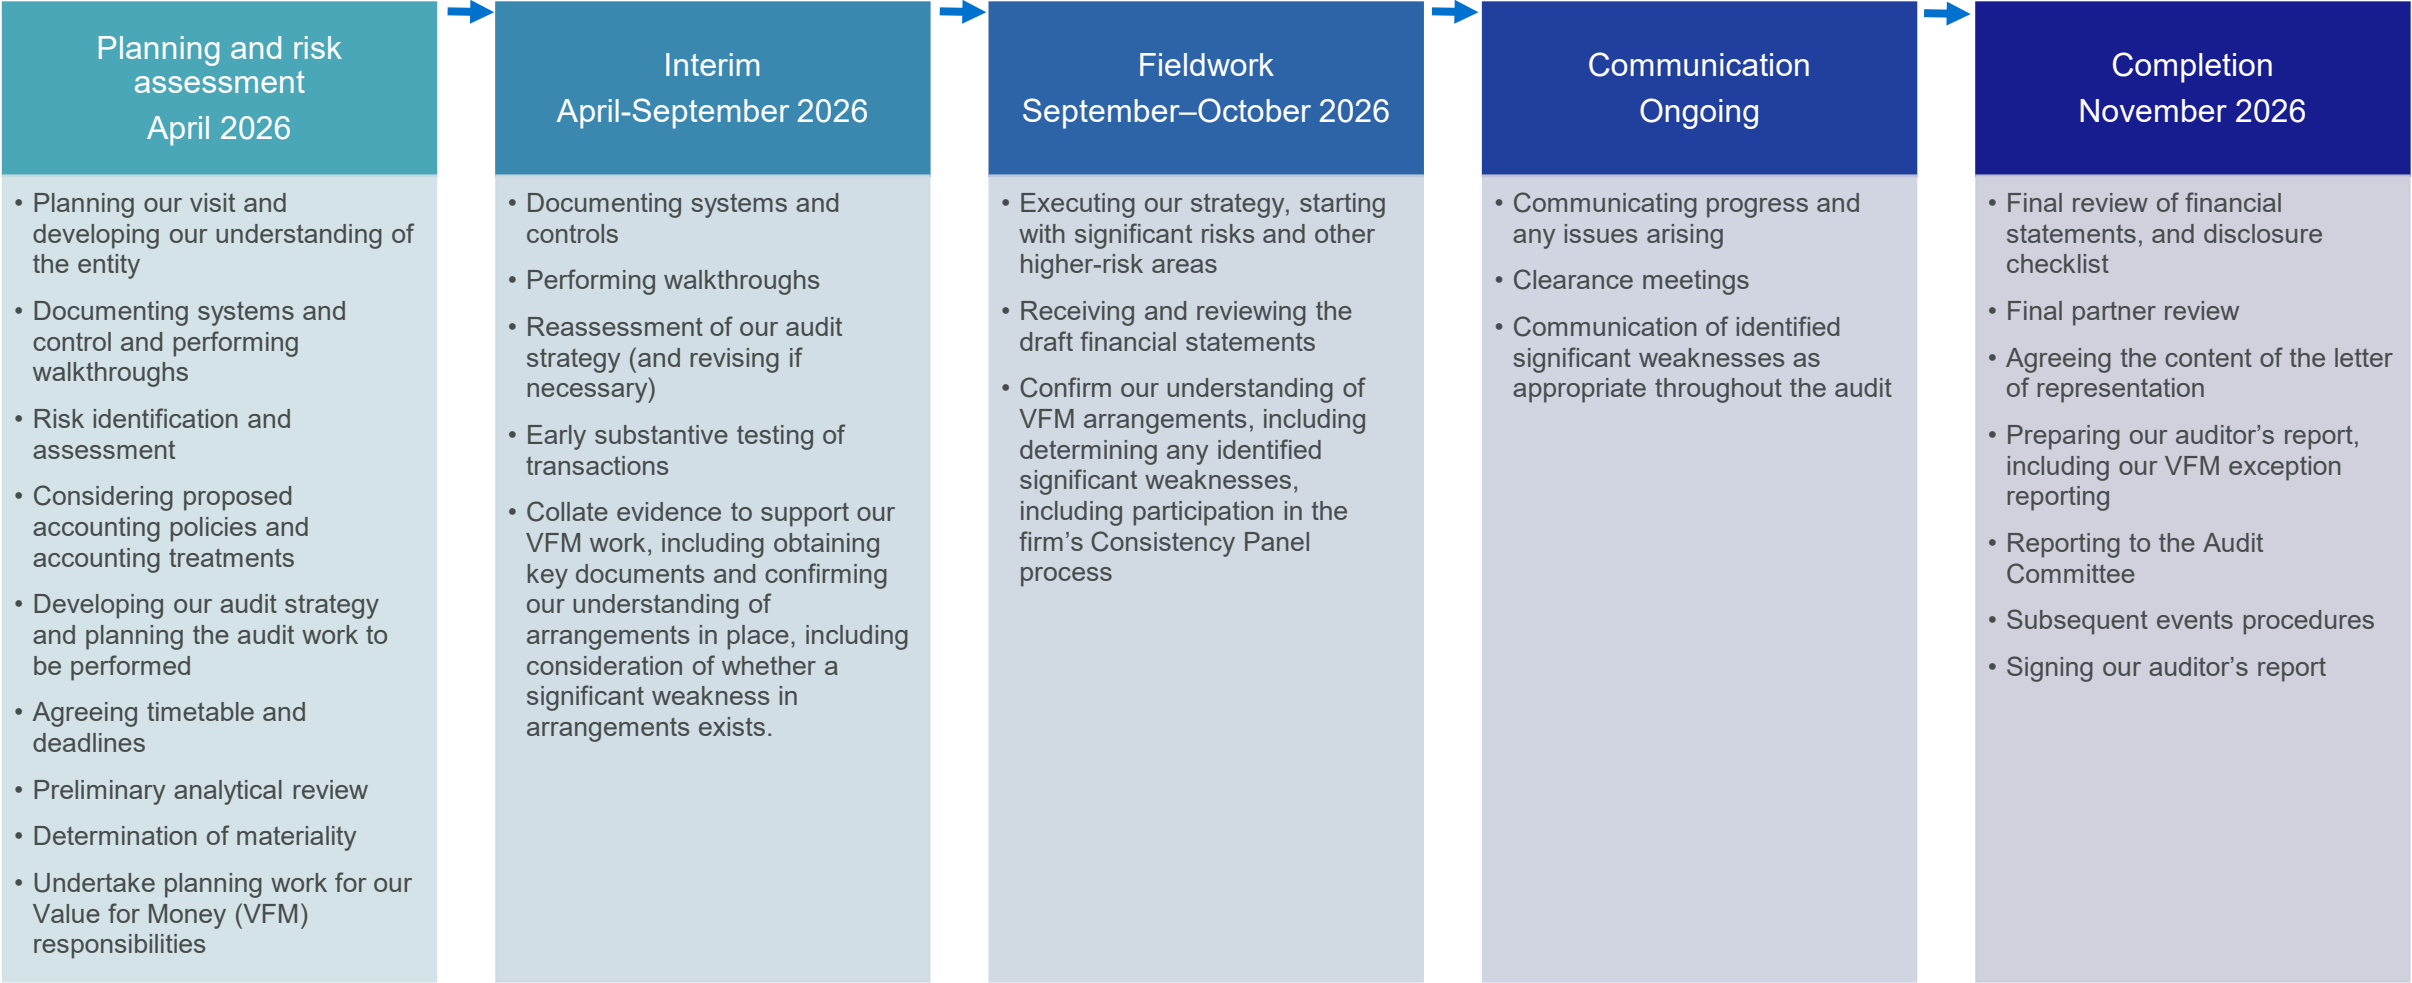 Planning and risk
assessment
April 2026
• Planning our visit and
developing our understanding of
the entity
• Documenting systems and
control and performing
walkthroughs
• Risk identification and
assessment
• Considering proposed
accounting policies and
accounting treatments
• Developing our audit strategy
and planning the audit work to
be performed
• Agreeing timetable and
deadlines
• Preliminary analytical review
• Determination of materiality
• Undertake planning work for our
Value for Money (VFM)
responsibilities
Interim
April-September 2026
• Documenting systems and
controls
• Performing walkthroughs
• Reassessment of our audit
strategy (and revising if
necessary)
• Early substantive testing of
transactions
• Collate evidence to support our
VFM work, including obtaining
key documents and confirming
our understanding of
arrangements in place, including
consideration of whether a
significant weakness in
arrangements exists.
Fieldwork
September–October 2026
• Executing our strategy, starting
with significant risks and other
higher-risk areas
• Receiving and reviewing the
draft financial statements
• Confirm our understanding of
VFM arrangements, including
determining any identified
significant weaknesses,
including participation in the
firm’s Consistency Panel
process
Communication
Ongoing
• Communicating progress and
any issues arising
• Clearance meetings
• Communication of identified
significant weaknesses as
appropriate throughout the audit
Completion
November 2026
• Final review of financial
statements, and disclosure
checklist
• Final partner review
• Agreeing the content of the letter
of representation
• Preparing our auditor’s report,
including our VFM exception
reporting
• Reporting to the Audit
Committee
• Subsequent events procedures
• Signing our auditor’s report